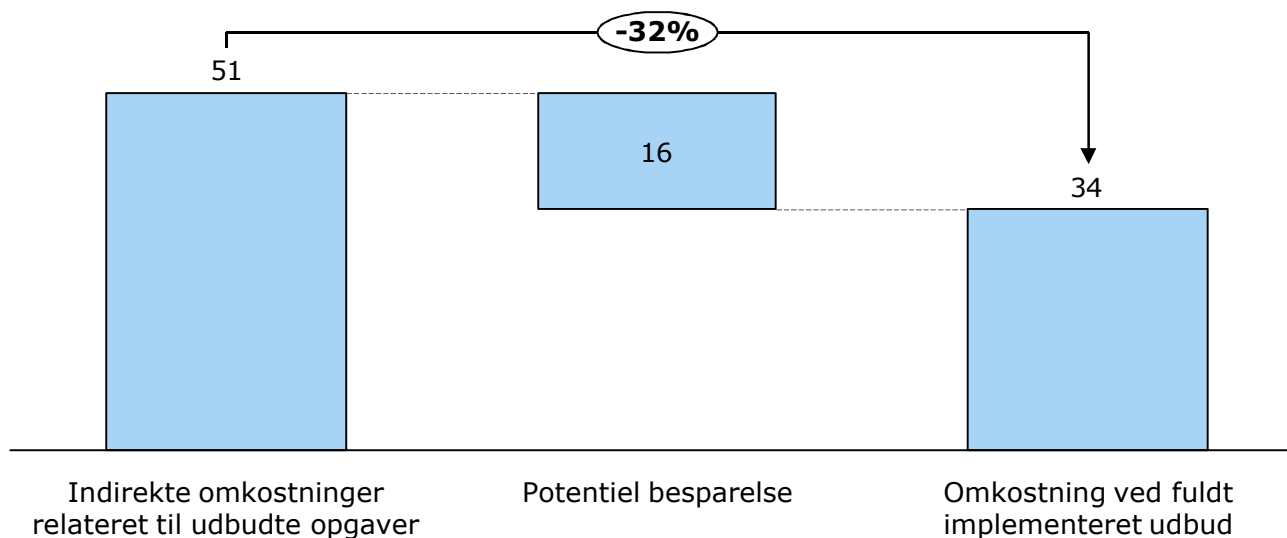 -32%
51
16
34
Indirekte omkostninger
relateret til udbudte opgaver
Potentiel besparelse
Omkostning ved fuldt
implementeret udbud